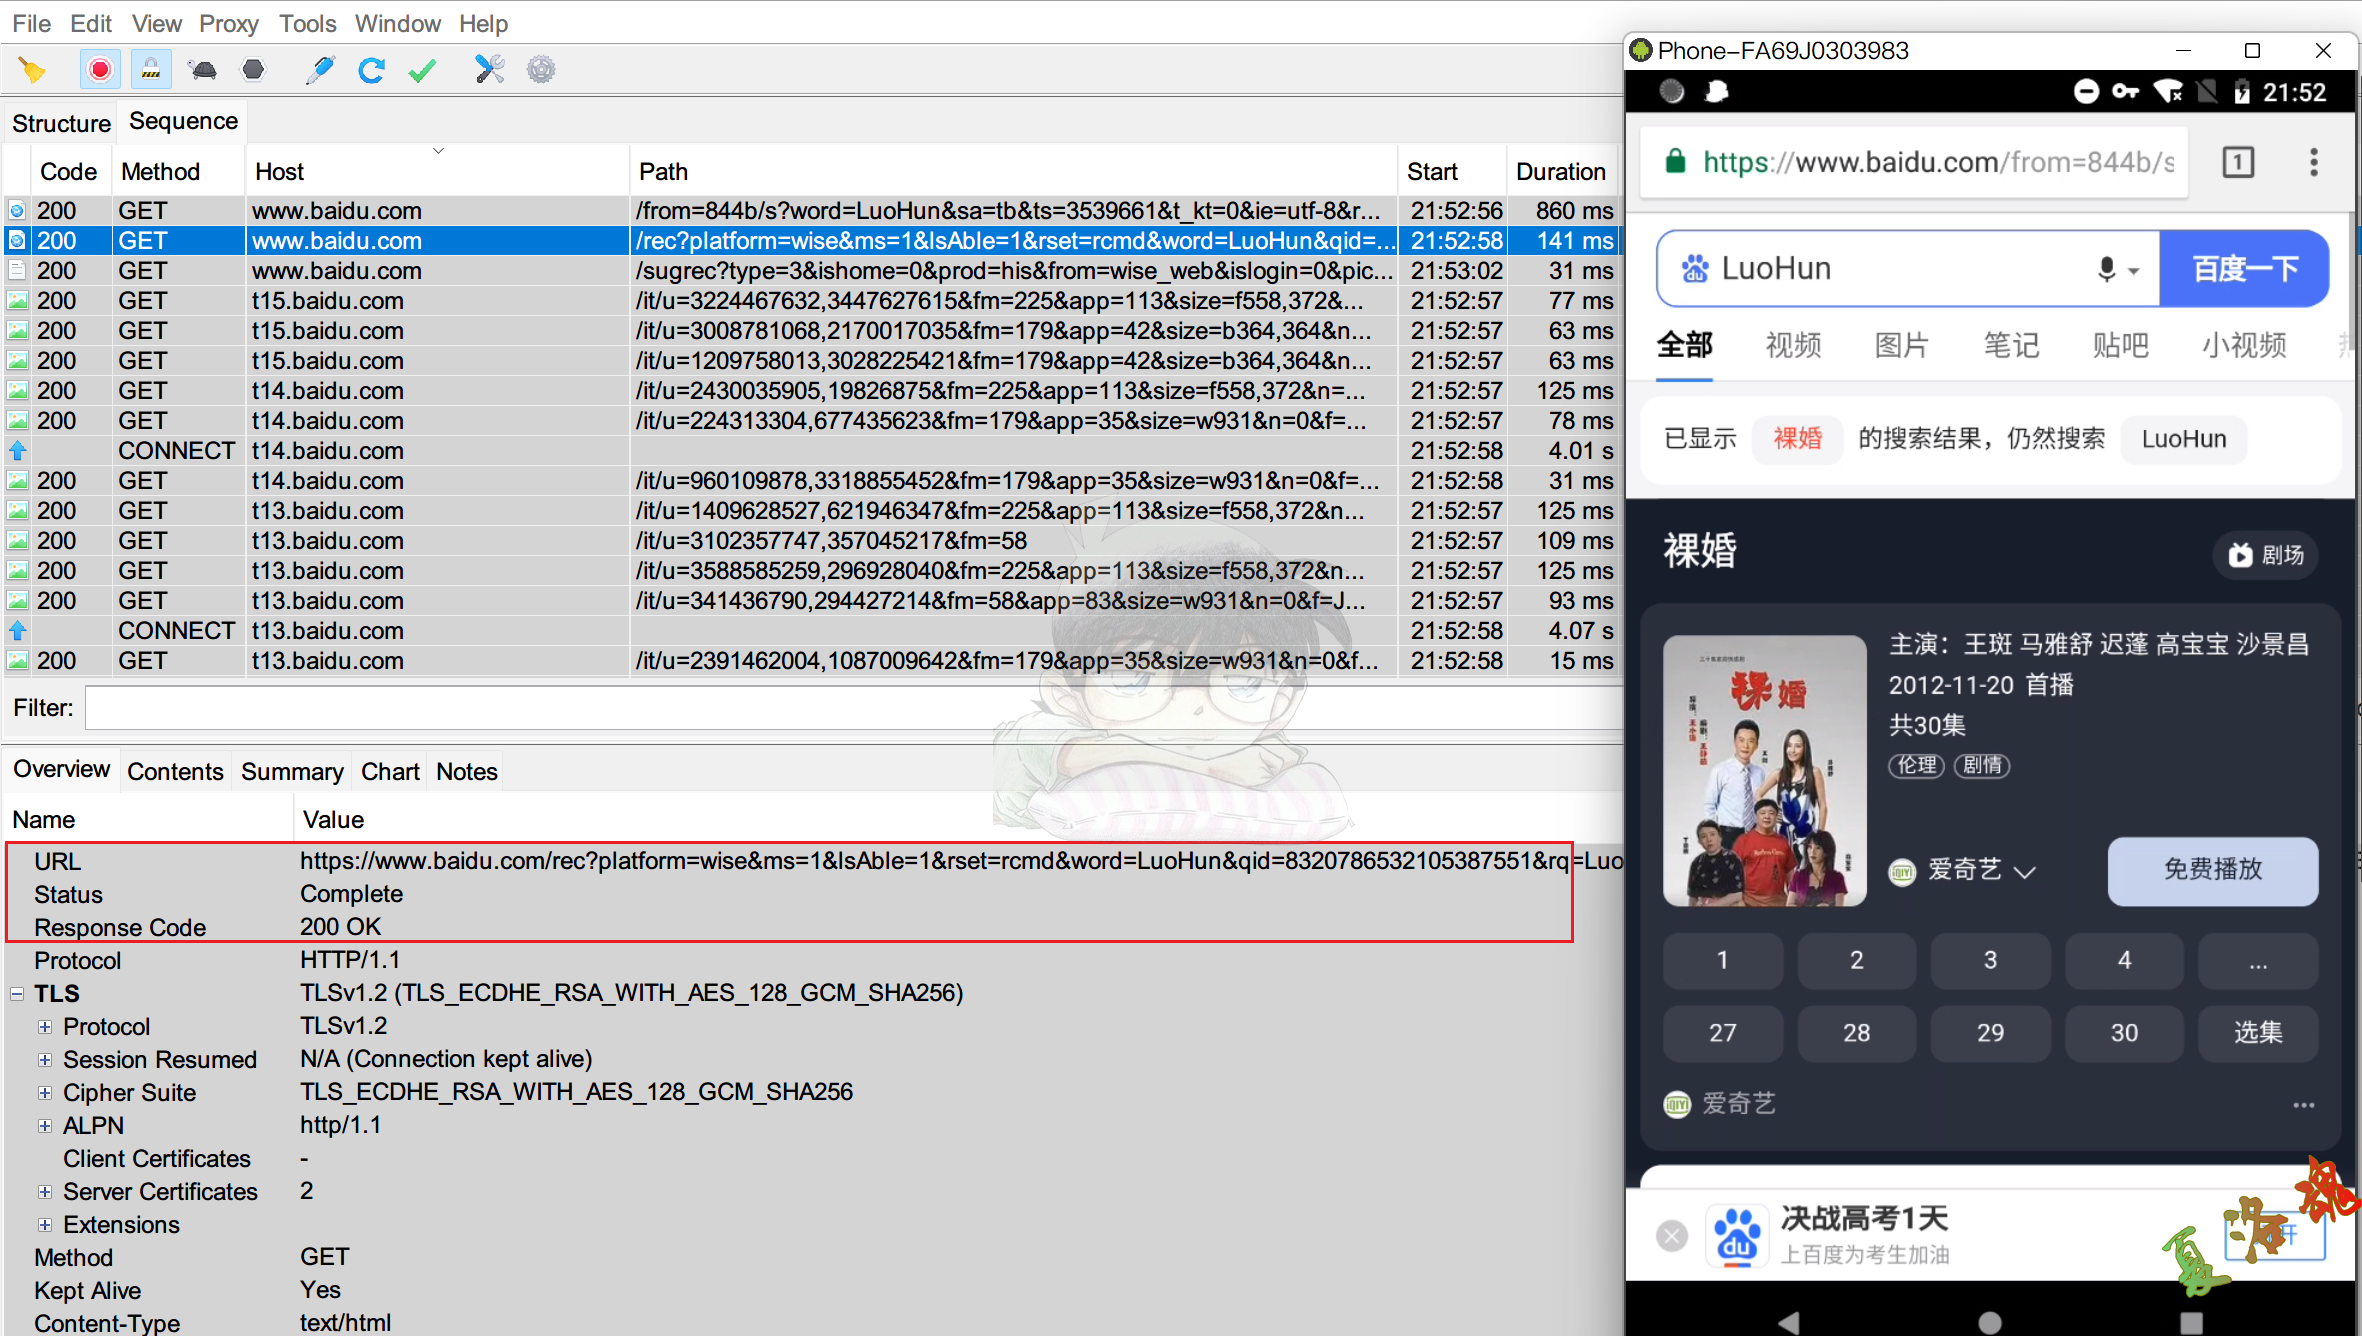 File Edit View Proxy Tools Window Help
Structure Sequence
Code Method Host Path Start Duration
200 GET www.baidu.com /from=844b/s?word=LuoHun&sa=tb&ts=3539661&t_kt=0&ie=utf-8&r... 21:52:56 860 ms
200 GET www.baidu.com /rec?platform=wise&ms=1&lsAble=1&rset=rcmd&word=LuoHun&qid=... 21:52:58 141 ms
200 GET www.baidu.com /sugrec?type=3&ishome=0&prod=his&from=wise_web&islogin=0&pic... 21:53:02 31 ms
200 GET t15.baidu.com /it/u=3224467632,3447627615&fm=225&app=113&size=f558,372&... 21:52:57 77 ms
200 GET t15.baidu.com /it/u=3008781068,2170017035&fm=179&app=42&size=b364,364&n... 21:52:57 63 ms
200 GET t15.baidu.com /it/u=1209758013,3028225421&fm=179&app=42&size=b364,364&n... 21:52:57 63 ms
200 GET t14.baidu.com /it/u=2430035905,19826875&fm=225&app=113&size=f558,372&n=... 21:52:57 125 ms
200 GET t14.baidu.com /it/u=224313304,677435623&fm=179&app=35&size=w931&n=0&f=... 21:52:57 78 ms
CONNECT t14.baidu.com 21:52:58 4.01 s
200 GET t14.baidu.com /it/u=960109878,3318855452&fm=179&app=35&size=w931&n=0&f=... 21:52:58 31 ms
200 GET t13.baidu.com /it/u=1409628527,621946347&fm=225&app=113&size=f558,372&n... 21:52:57 125 ms
200 GET t13.baidu.com /it/u=3102357747,357045217&fm=58 21:52:57 109 ms
200 GET t13.baidu.com /it/u=3588585259,296928040&fm=225&app=113&size=f558,372&n... 21:52:57 125 ms
200 GET t13.baidu.com /it/u=341436790,294427214&fm=58&app=83&size=w931&n=0&f=J... 21:52:57 93 ms
CONNECT t13.baidu.com 21:52:58 4.07 s
200 GET t13.baidu.com /it/u=2391462004,1087009642&fm=179&app=35&size=w931&n=0&f... 21:52:58 15 ms
Filter:
Overview Contents Summary Chart Notes
Name Value
URL https://www.baidu.com/rec?platform=wise&ms=1&lsAble=1&rset=rcmd&word=LuoHun&qid=8320786532105387551&rq=Luo
Status Complete
Response Code 200 OK
Protocol HTTP/1.1
TLS TLSv1.2 (TLS_ECDHE_RSA_WITH_AES_128_GCM_SHA256)
Protocol TLSv1.2
Session Resumed N/A (Connection kept alive)
Cipher Suite TLS_ECDHE_RSA_WITH_AES_128_GCM_SHA256
ALPN http/1.1
Client Certificates -
Server Certificates 2
Extensions
Method GET
Kept Alive Yes
Content-Type text/html
Phone-FA69J0303983
21:52
https://www.baidu.com/from=844b/s
1
du LuoHun 百度一下
全部 视频 图片 笔记 贴吧 小视频
已显示 裸婚 的搜索结果，仍然搜索 LuoHun
裸婚 剧场
裸婚
主演：王斑 马雅舒 迟蓬 高宝宝 沙景昌
2012-11-20 首播
共30集
伦理 剧情
爱奇艺 免费播放
1 2 3 4 ...
27 28 29 30 选集
iQIYI 爱奇艺
du 决战高考1天
上百度为考生加油
夏洛魂